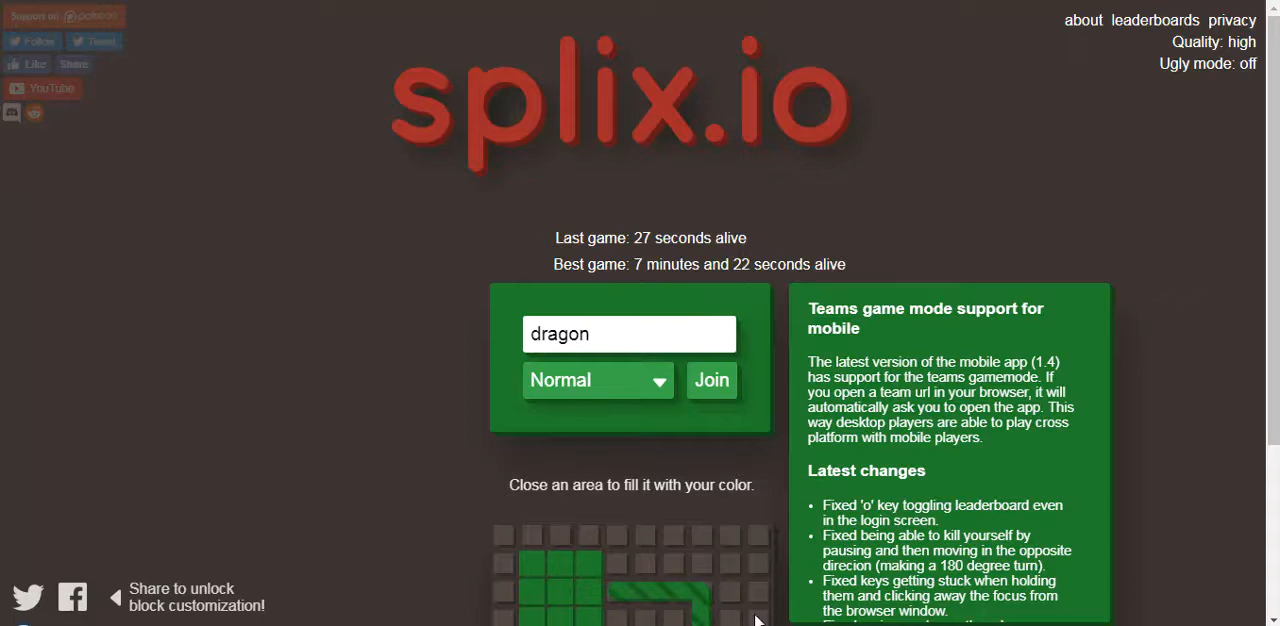 Support on patreon
Follow Tweet
Like Share
YouTube
about leaderboards privacy
Quality: high
Ugly mode: off
splix.io
Last game: 27 seconds alive
Best game: 7 minutes and 22 seconds alive
dragon
Normal Join
Close an area to fill it with your color.
Teams game mode support for
mobile
The latest version of the mobile app (1.4)
has support for the teams gamemode. If
you open a team url in your browser, it will
automatically ask you to open the app. This
way desktop players are able to play cross
platform with mobile players.
Latest changes
• Fixed 'o' key toggling leaderboard even
in the login screen.
• Fixed being able to kill yourself by
pausing and then moving in the opposite
direcion (making a 180 degree turn).
• Fixed keys getting stuck when holding
them and clicking away the focus from
the browser window.
Share to unlock
block customization!